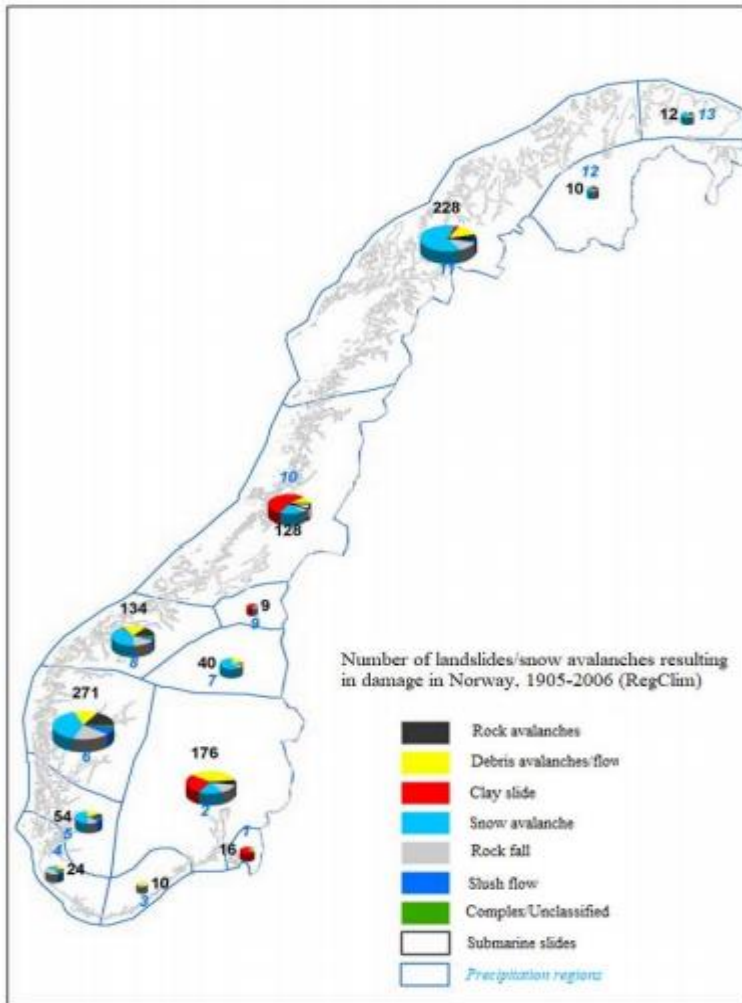 12 13
12
10
228
11
10
128
134
8
9
9
40
7
271
6
176
2
54
5
4
24
10
3
1
16
Number of landslides/snow avalanches resulting
in damage in Norway, 1905-2006 (RegClim)
Rock avalanches
Debris avalanches/flow
Clay slide
Snow avalanche
Rock fall
Slush flow
Complex/Unclassified
Submarine slides
Precipitation regions